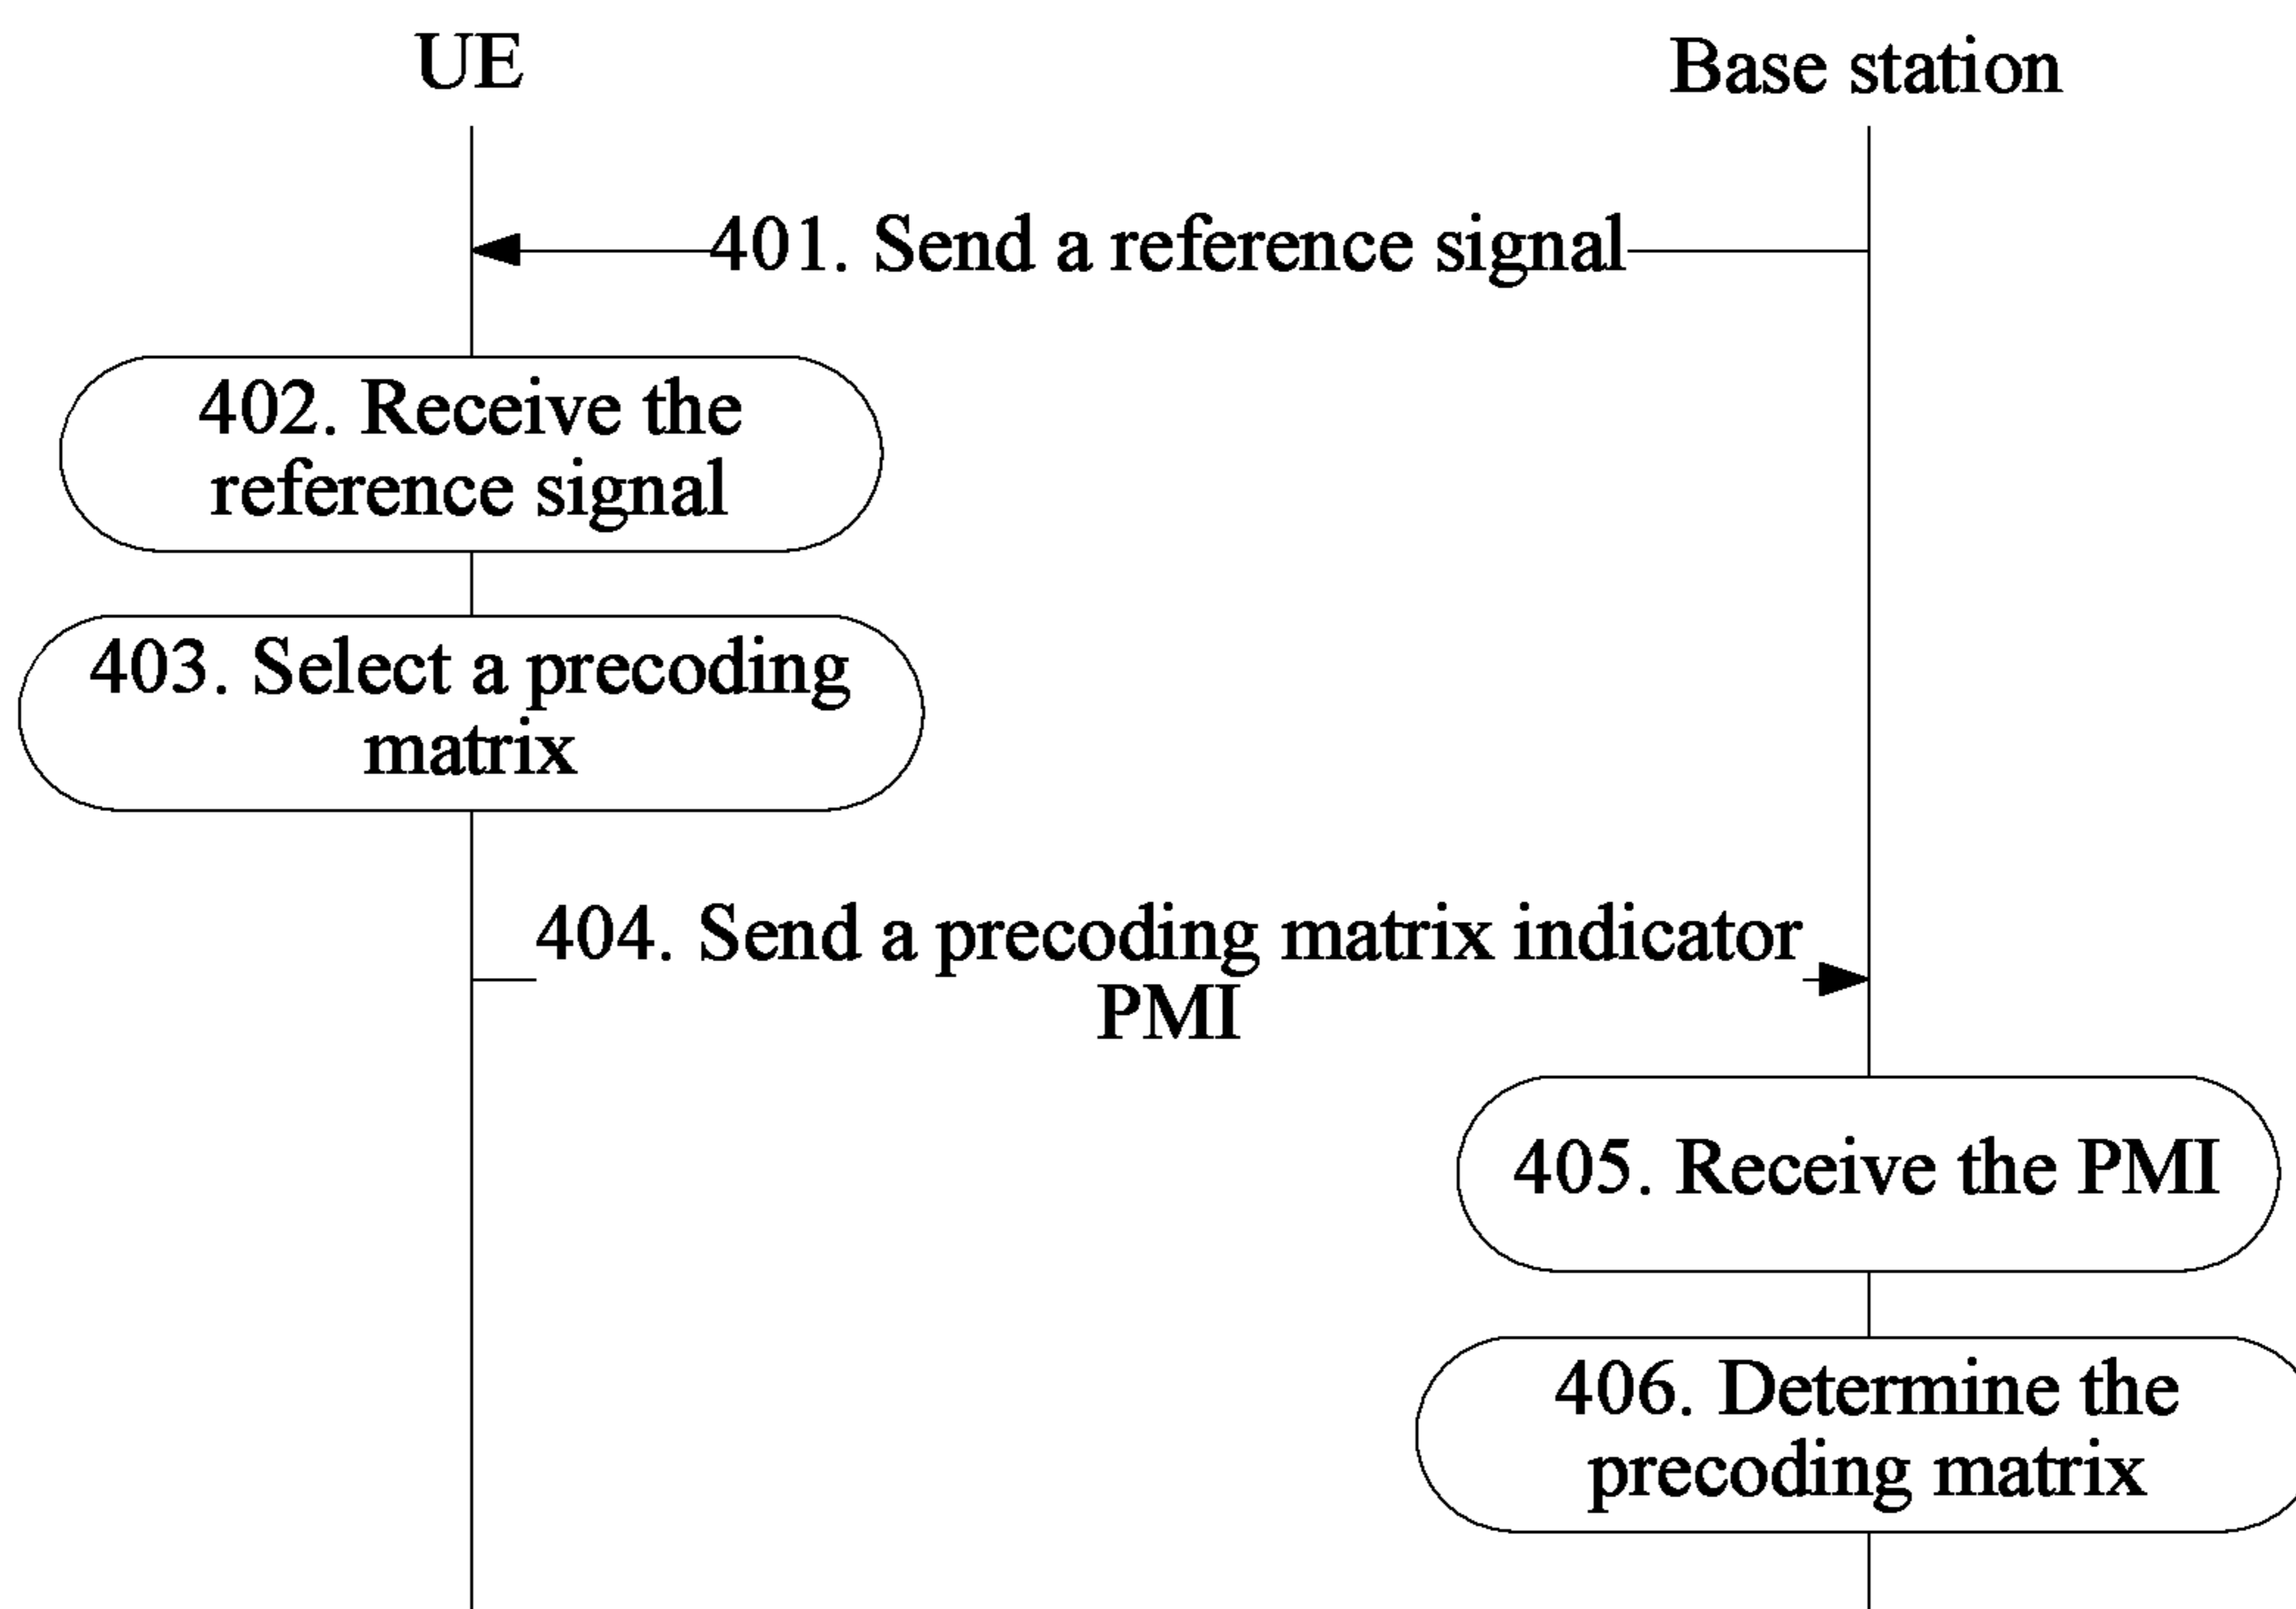 UE
Base station
401. Send a reference signal
402. Receive the
reference signal
403. Select a precoding
matrix
404. Send a precoding matrix indicator
PMI
405. Receive the PMI
406. Determine the
precoding matrix